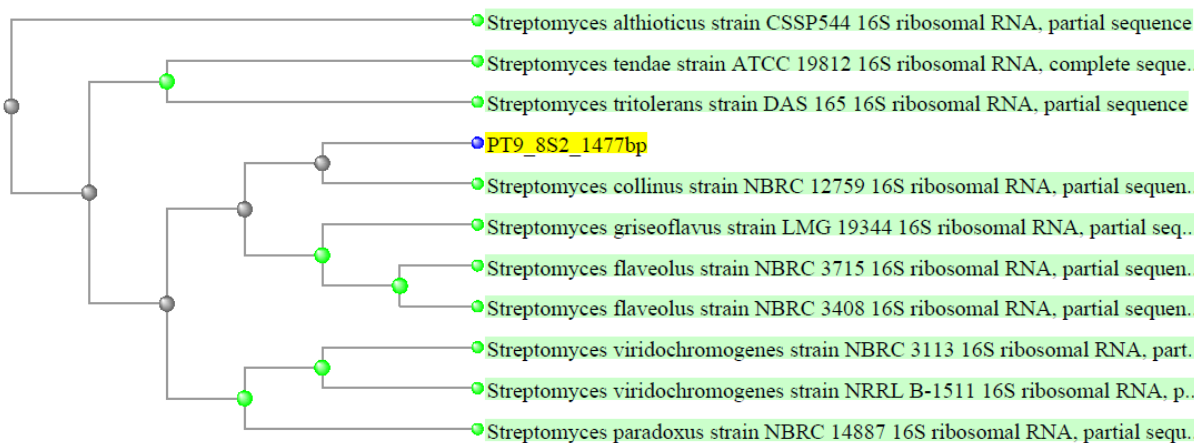 Streptomyces althioticus strain CSSP544 16S ribosomal RNA, partial sequence
Streptomyces tendae strain ATCC 19812 16S ribosomal RNA, complete seque..
Streptomyces tritolerans strain DAS 165 16S ribosomal RNA, partial sequence
PT9_8S2_1477bp
Streptomyces collinus strain NBRC 12759 16S ribosomal RNA, partial sequen..
Streptomyces griseoflavus strain LMG 19344 16S ribosomal RNA, partial seq..
Streptomyces flaveolus strain NBRC 3715 16S ribosomal RNA, partial sequen..
Streptomyces flaveolus strain NBRC 3408 16S ribosomal RNA, partial sequen..
Streptomyces viridochromogenes strain NBRC 3113 16S ribosomal RNA, part..
Streptomyces viridochromogenes strain NRRL B-1511 16S ribosomal RNA, p..
Streptomyces paradoxus strain NBRC 14887 16S ribosomal RNA, partial sequ..